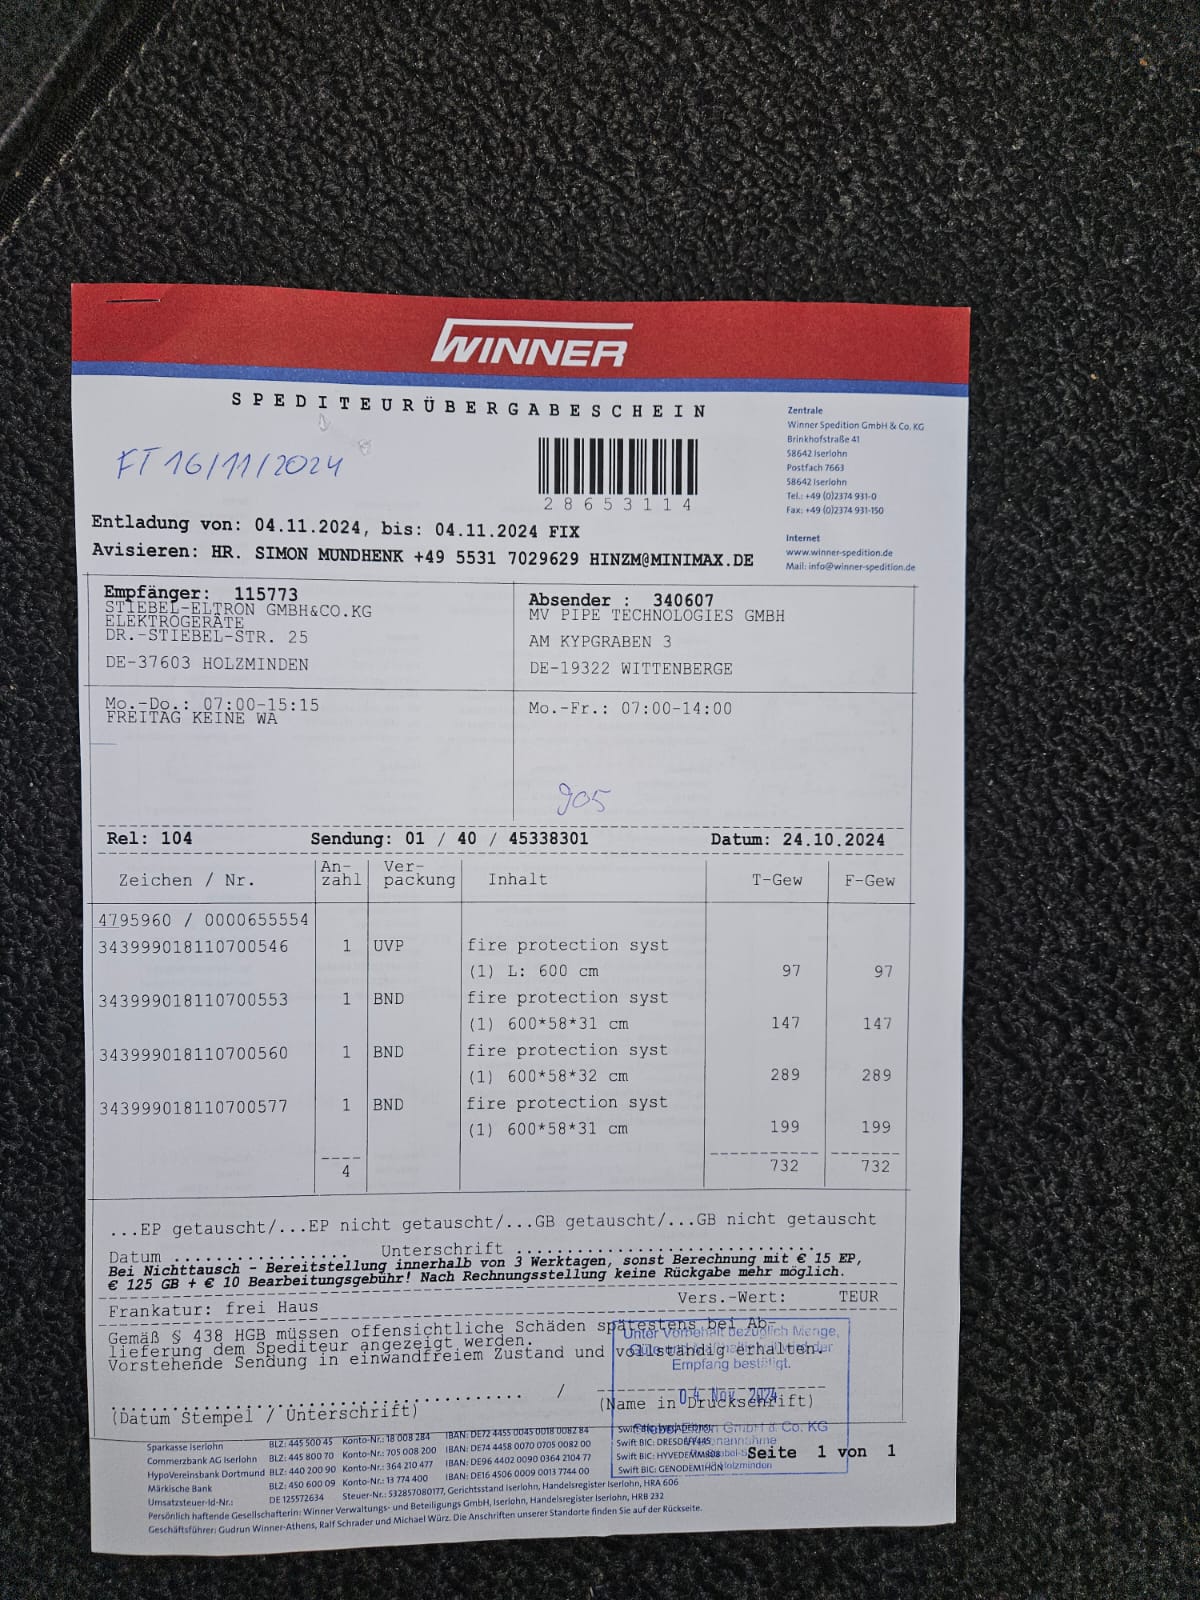 WINNER
SPEDITEURÜBERGABESCHEIN
FT 16/11/2024
28653114
Zentrale
Winner Spedition GmbH & Co. KG
Brinkhofstraße 41
58642 Iserlohn
Postfach 7663
58642 Iserlohn
Tel.: +49 (0)2374 931-0
Fax: +49 (0)2374 931-150
Internet
www.winner-spedition.de
Mail: info@winner-spedition.de
Entladung von: 04.11.2024, bis: 04.11.2024 FIX
Avisieren: HR. SIMON MUNDHENK +49 5531 7029629 HINZM@MINIMAX.DE
Empfänger: 115773
STIEBEL-ELTRON GMBH&CO.KG
ELEKTROGERÄTE
DR.-STIEBEL-STR. 25
DE-37603 HOLZMINDEN
Absender : 340607
MV PIPE TECHNOLOGIES GMBH
AM KYPGRABEN 3
DE-19322 WITTENBERGE
Mo.-Do.: 07:00-15:15
FREITAG KEINE WA
Mo.-Fr.: 07:00-14:00
905
Rel: 104 Sendung: 01 / 40 / 45338301 Datum: 24.10.2024
Zeichen / Nr. An-zahl Ver-packung Inhalt T-Gew F-Gew
4795960 / 0000655554
343999018110700546 1 UVP fire protection syst
(1) L: 600 cm 97 97
343999018110700553 1 BND fire protection syst
(1) 600*58*31 cm 147 147
343999018110700560 1 BND fire protection syst
(1) 600*58*32 cm 289 289
343999018110700577 1 BND fire protection syst
(1) 600*58*31 cm 199 199
4 732 732
...EP getauscht/...EP nicht getauscht/...GB getauscht/...GB nicht getauscht
Datum .................. Unterschrift ..............................
Bei Nichttausch - Bereitstellung innerhalb von 3 Werktagen, sonst Berechnung mit € 15 EP,
€ 125 GB + € 10 Bearbeitungsgebühr! Nach Rechnungsstellung keine Rückgabe mehr möglich.
Frankatur: frei Haus Vers.-Wert: TEUR
Gemäß § 438 HGB müssen offensichtliche Schäden spätestens bei Ab-
lieferung dem Spediteur angezeigt werden.
Vorstehende Sendung in einwandfreiem Zustand und vollständig erhalten.
Unter Vorbehalt bezüglich Menge,
Empfang bestätigt.
04. Nov. 2024
(Datum Stempel / Unterschrift) / (Name in Druckschrift)
Stiebel Eltron GmbH & Co. KG
Seite 1 von 1
Sparkasse Iserlohn BLZ: 445 500 45 Konto-Nr.: 18 008 284 IBAN: DE72 4455 0045 0018 0082 84
Commerzbank AG Iserlohn BLZ: 445 800 70 Konto-Nr.: 705 008 200 IBAN: DE74 4458 0070 0705 0082 00 Swift BIC: DRESDEFF445
HypoVereinsbank Dortmund BLZ: 440 200 90 Konto-Nr.: 364 210 477 IBAN: DE96 4402 0090 0364 2104 77 Swift BIC: HYVEDEMM808
Märkische Bank BLZ: 450 600 09 Konto-Nr.: 13 774 400 IBAN: DE16 4506 0009 0013 7744 00 Swift BIC: GENODEM1HGN
Umsatzsteuer-Id-Nr.: DE 125572634 Steuer-Nr.: 532857080177, Gerichtsstand Iserlohn, Handelsregister Iserlohn, HRA 606
Persönlich haftende Gesellschafterin: Winner Verwaltungs- und Beteiligungs GmbH, Iserlohn, Handelsregister Iserlohn, HRB 232
Geschäftsführer: Gudrun Winner-Athens, Ralf Schrader und Michael Würz. Die Anschriften unserer Standorte finden Sie auf der Rückseite.